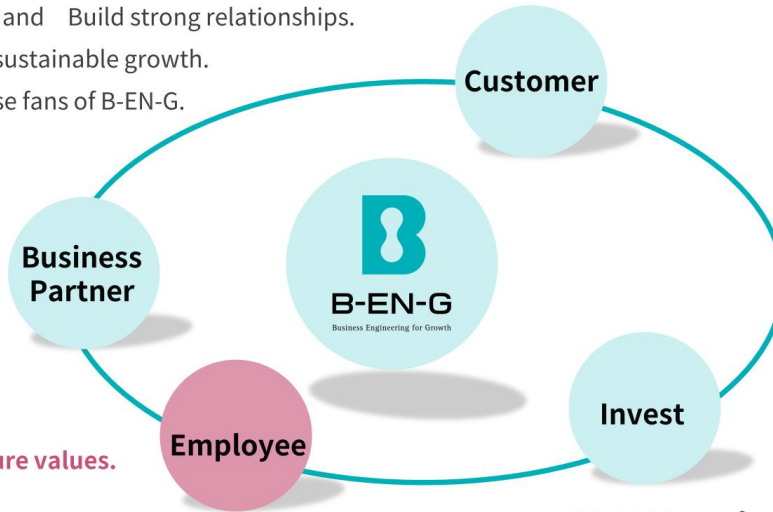 and Build strong relationships.
sustainable growth.
se fans of B-EN-G.
Customer
Business
Partner
B-EN-G
Business Engineering for Growth
Invest
Employee
ure values.